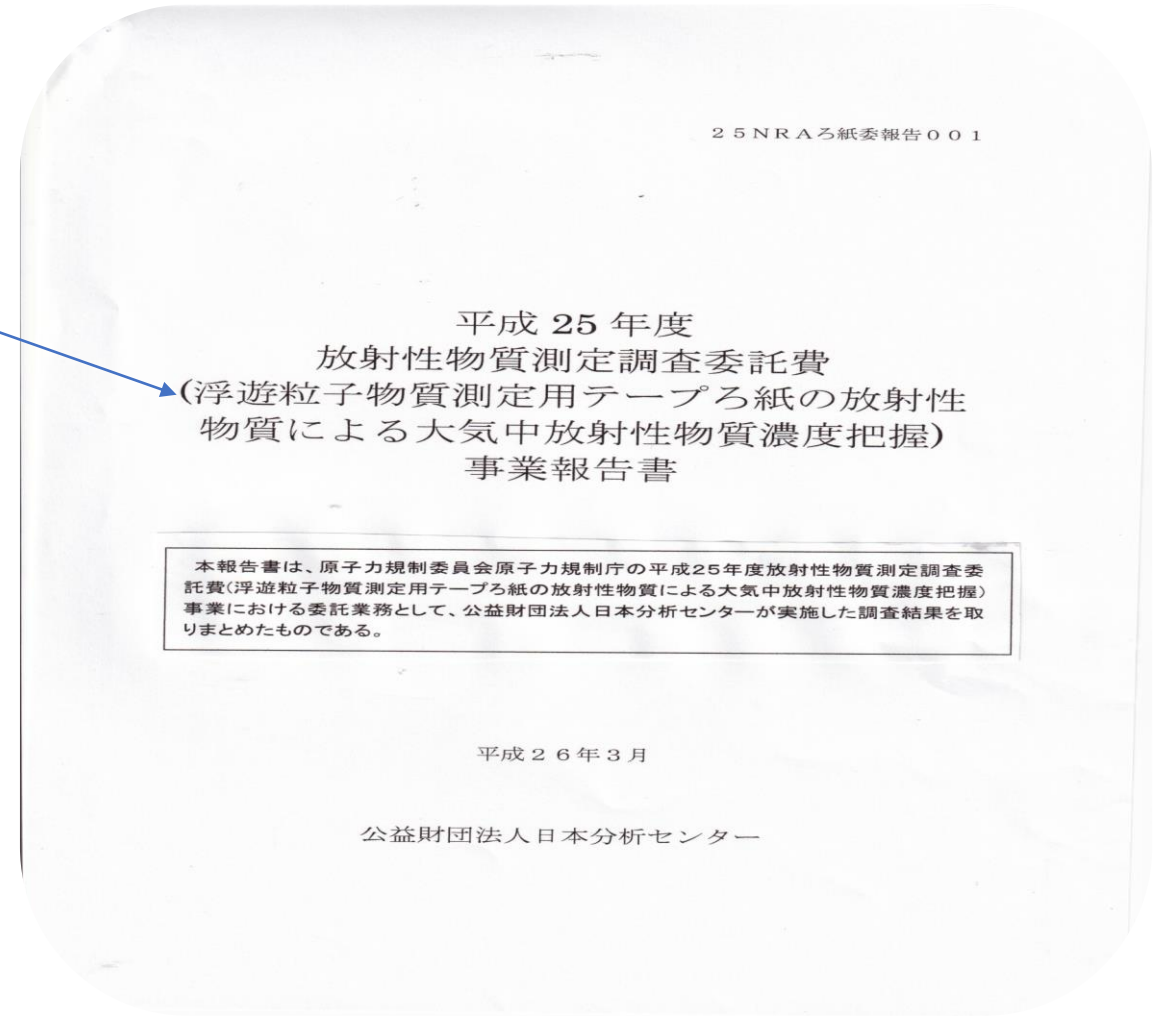 25NRAろ紙委報告001
平成 25 年度
放射性物質測定調査委託費
(浮遊粒子物質測定用テープろ紙の放射性
物質による大気中放射性物質濃度把握)
事業報告書
本報告書は、原子力規制委員会原子力規制庁の平成25年度放射性物質測定調査委
託費(浮遊粒子物質測定用テープろ紙の放射性物質による大気中放射性物質濃度把握)
事業における委託業務として、公益財団法人日本分析センターが実施した調査結果を取
りまとめたものである。
平成26年3月
公益財団法人日本分析センター